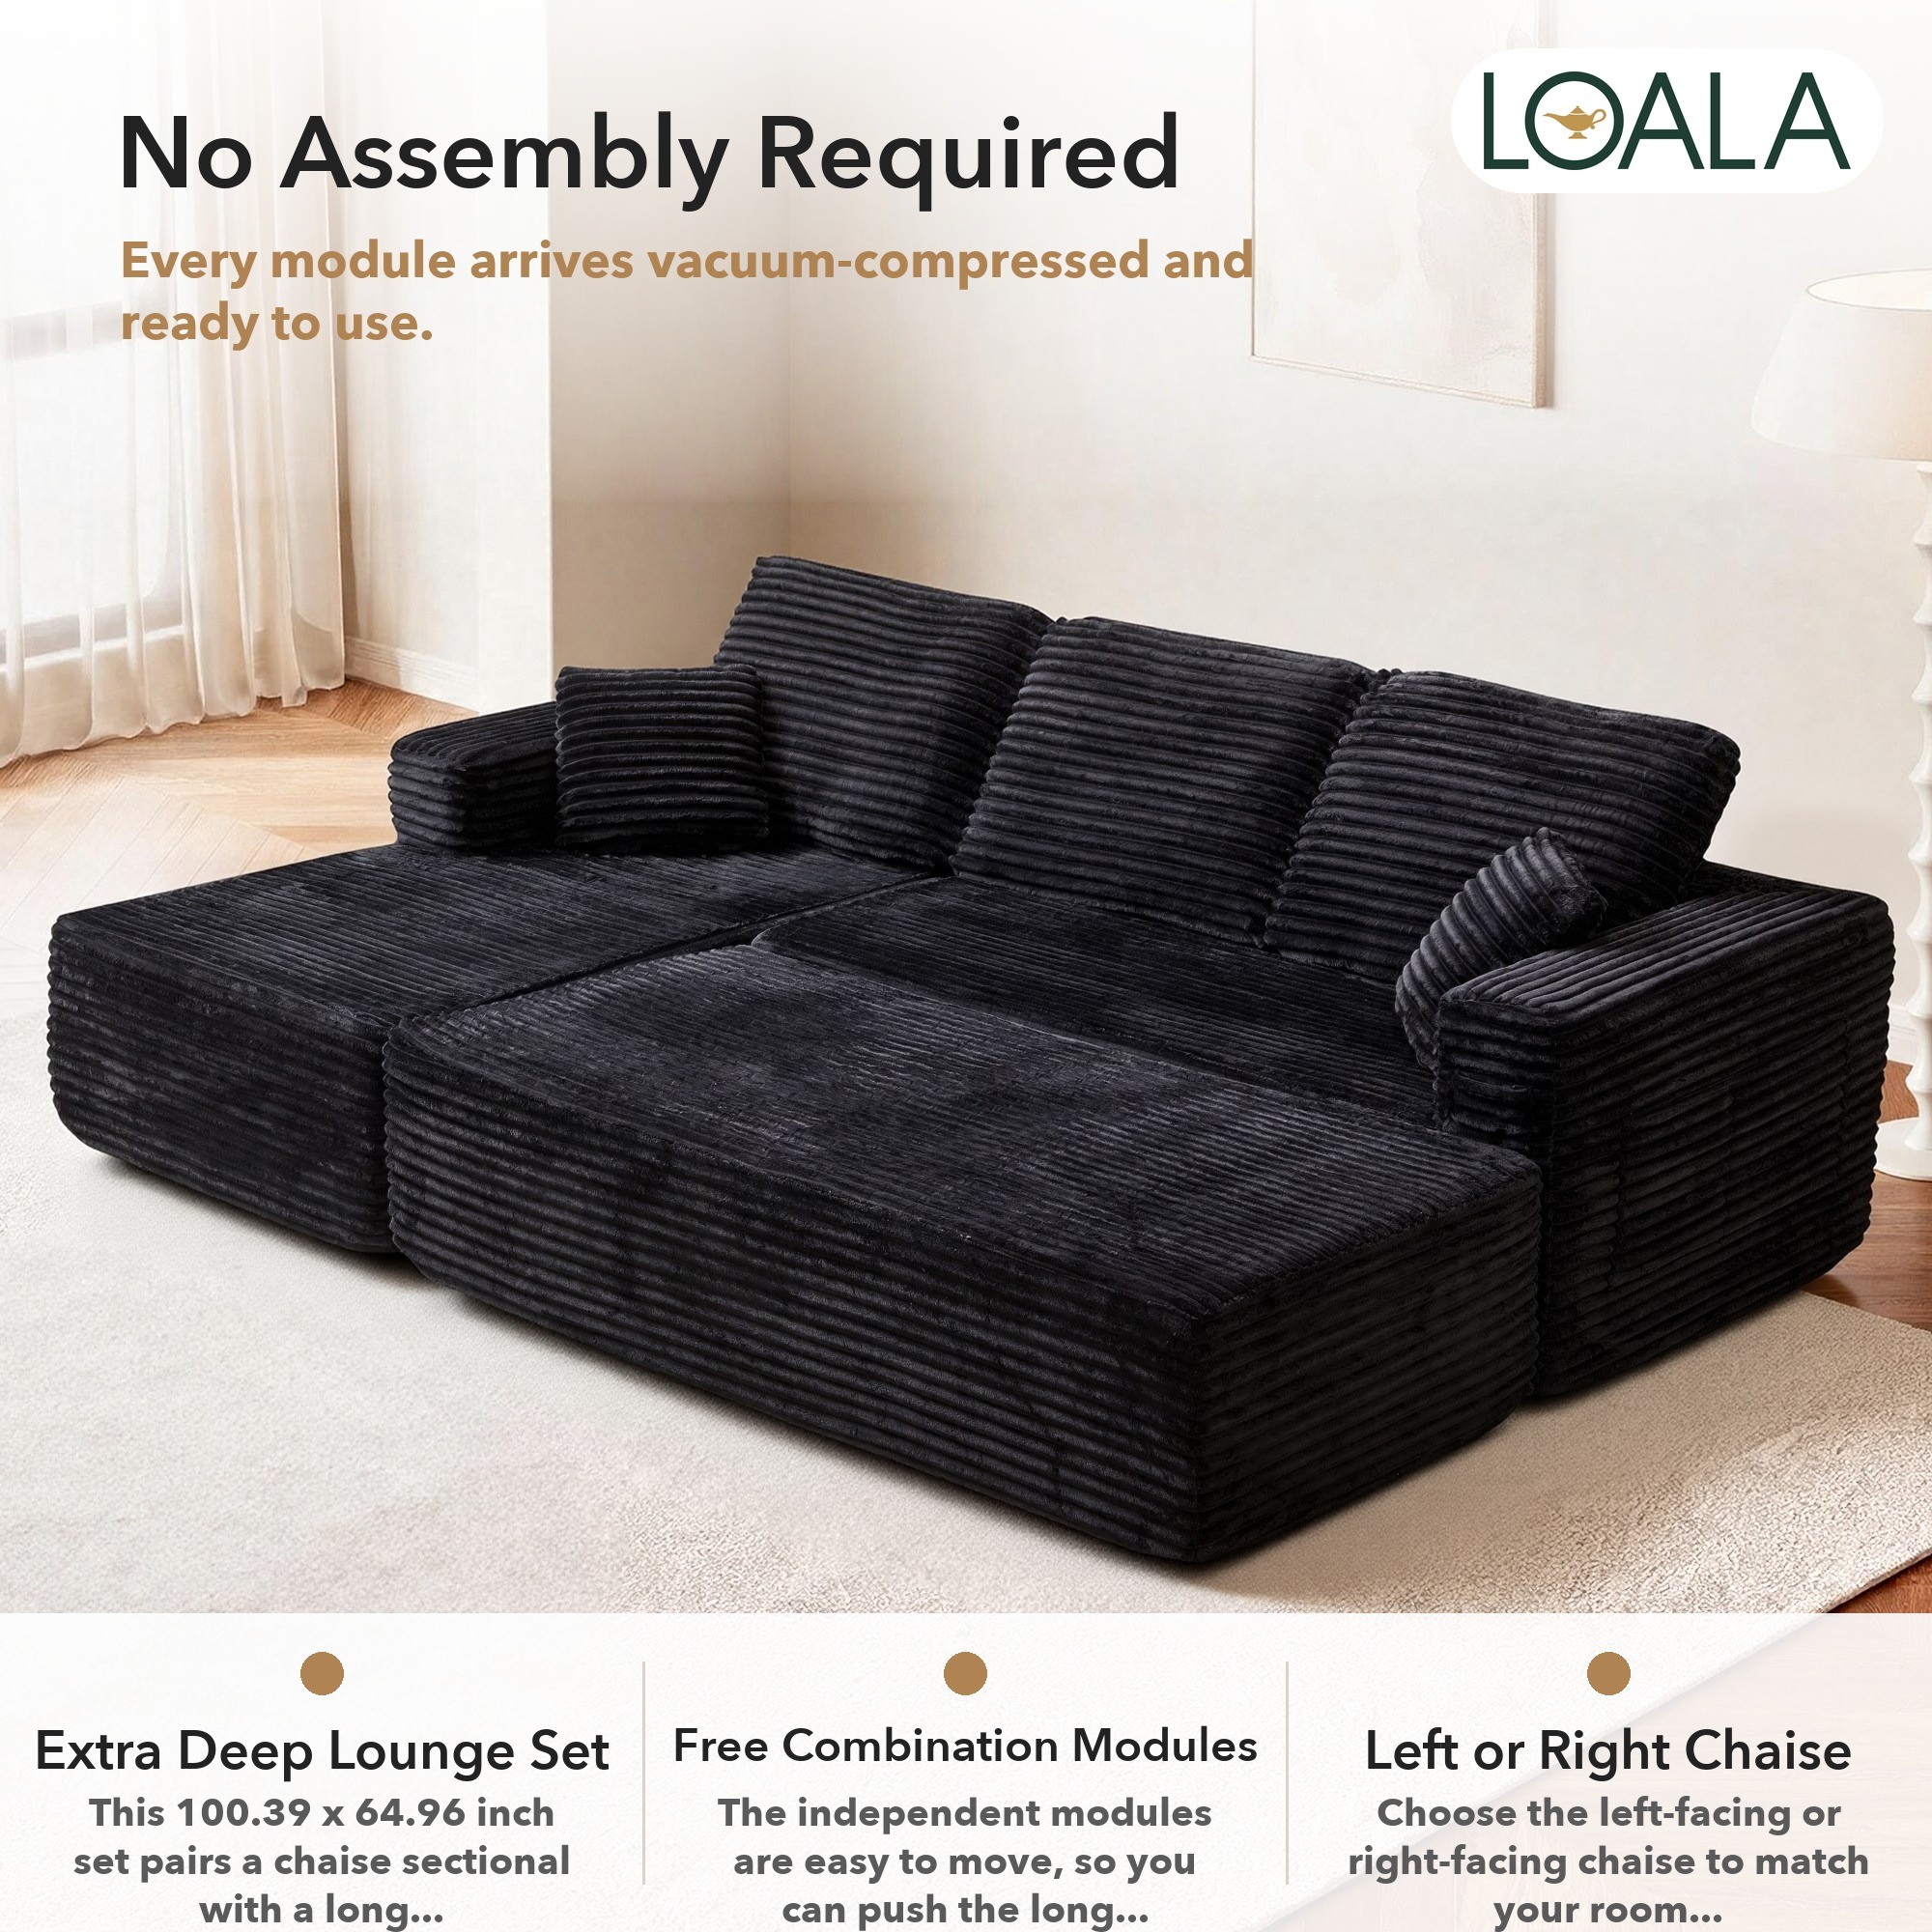 LOALA
No Assembly Required
Every module arrives vacuum-compressed and
ready to use.
Extra Deep Lounge Set
This 100.39 x 64.96 inch
set pairs a chaise sectional
with a long...
Free Combination Modules
The independent modules
are easy to move, so you
can push the long...
Left or Right Chaise
Choose the left-facing or
right-facing chaise to match
your room...